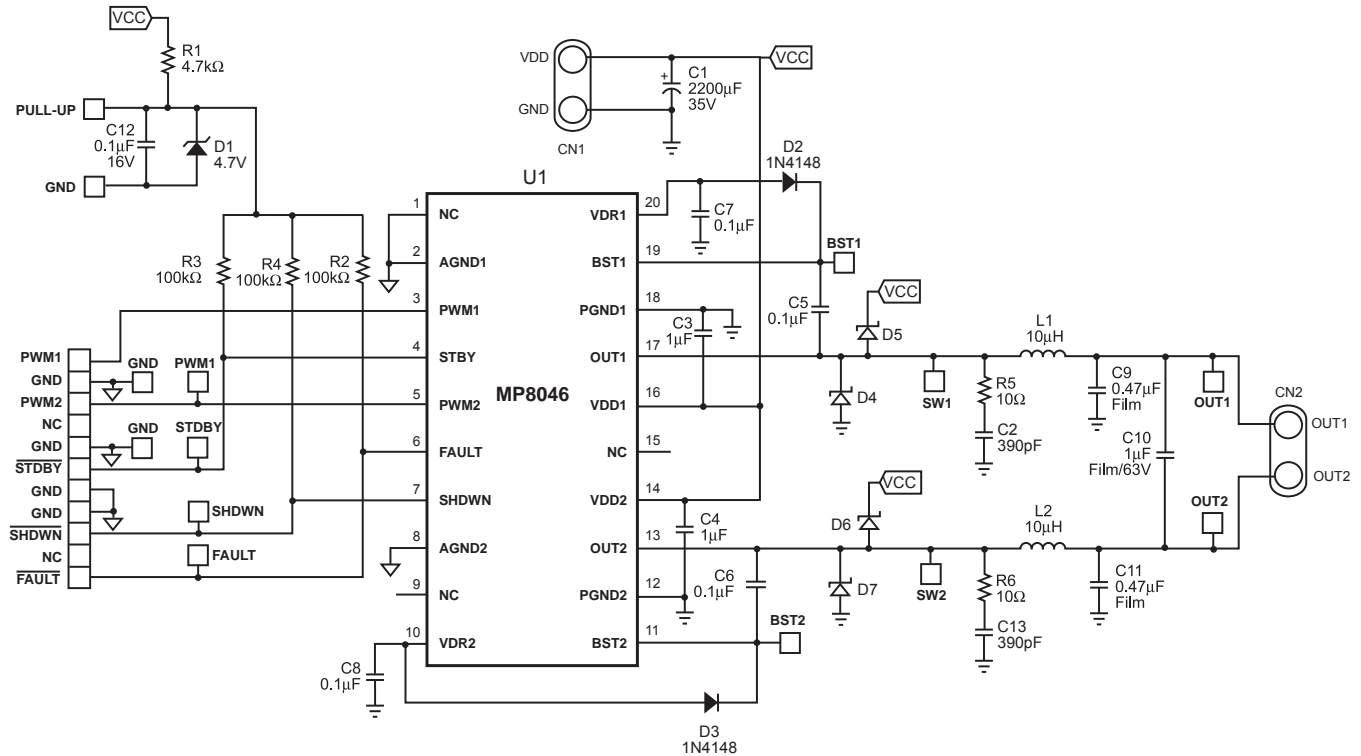 VCC
R1
4.7kΩ
PULL-UP
C12
0.1µF
16V
D1
4.7V
GND
VDD
GND
CN1
+
C1
2200µF
35V
VCC
D2
1N4148
U1
MP8046
1
NC
2
AGND1
3
PWM1
4
STBY
5
PWM2
6
FAULT
7
SHDWN
8
AGND2
9
NC
10
VDR2
20
VDR1
19
BST1
18
PGND1
17
OUT1
16
VDD1
15
NC
14
VDD2
13
OUT2
12
PGND2
11
BST2
R3
100kΩ
R4
100kΩ
R2
100kΩ
PWM1
GND
PWM2
NC
GND
STDBY
GND
GND
SHDWN
NC
FAULT
GND
PWM1
GND
STDBY
SHDWN
FAULT
C7
0.1µF
BST1
C5
0.1µF
C3
1µF
VCC
D5
D4
SW1
L1
10µH
R5
10Ω
C2
390pF
C9
0.47µF
Film
C10
1µF
Film/63V
OUT1
CN2
OUT1
OUT2
OUT2
C4
1µF
VCC
D6
D7
C6
0.1µF
SW2
L2
10µH
R6
10Ω
C13
390pF
C11
0.47µF
Film
BST2
C8
0.1µF
D3
1N4148